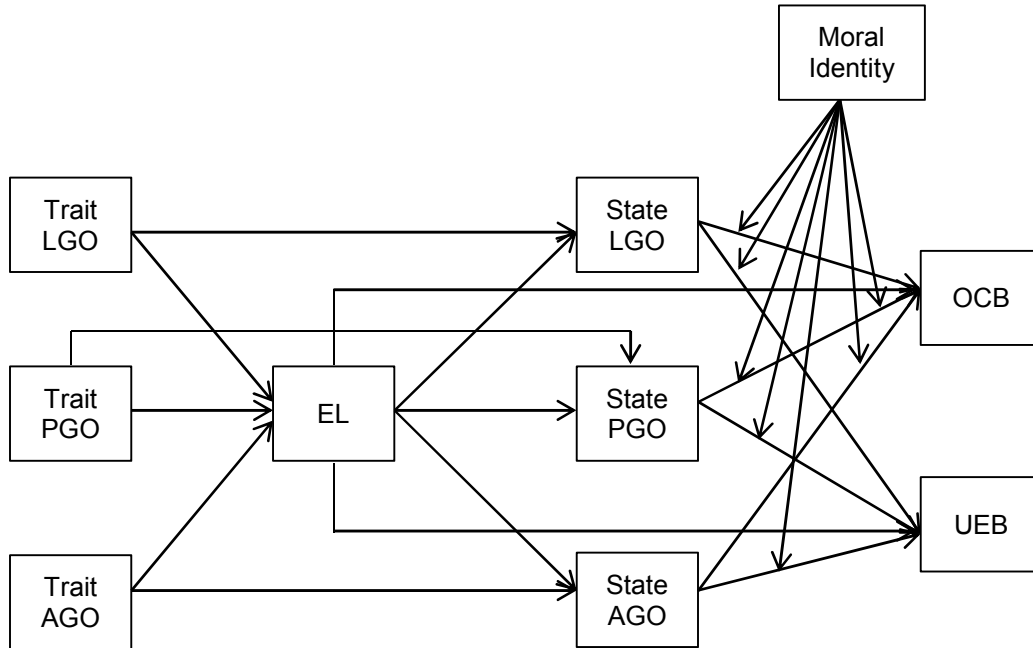 Moral
Identity
Trait
LGO
State
LGO
OCB
Trait
PGO
EL
State
PGO
UEB
Trait
AGO
State
AGO